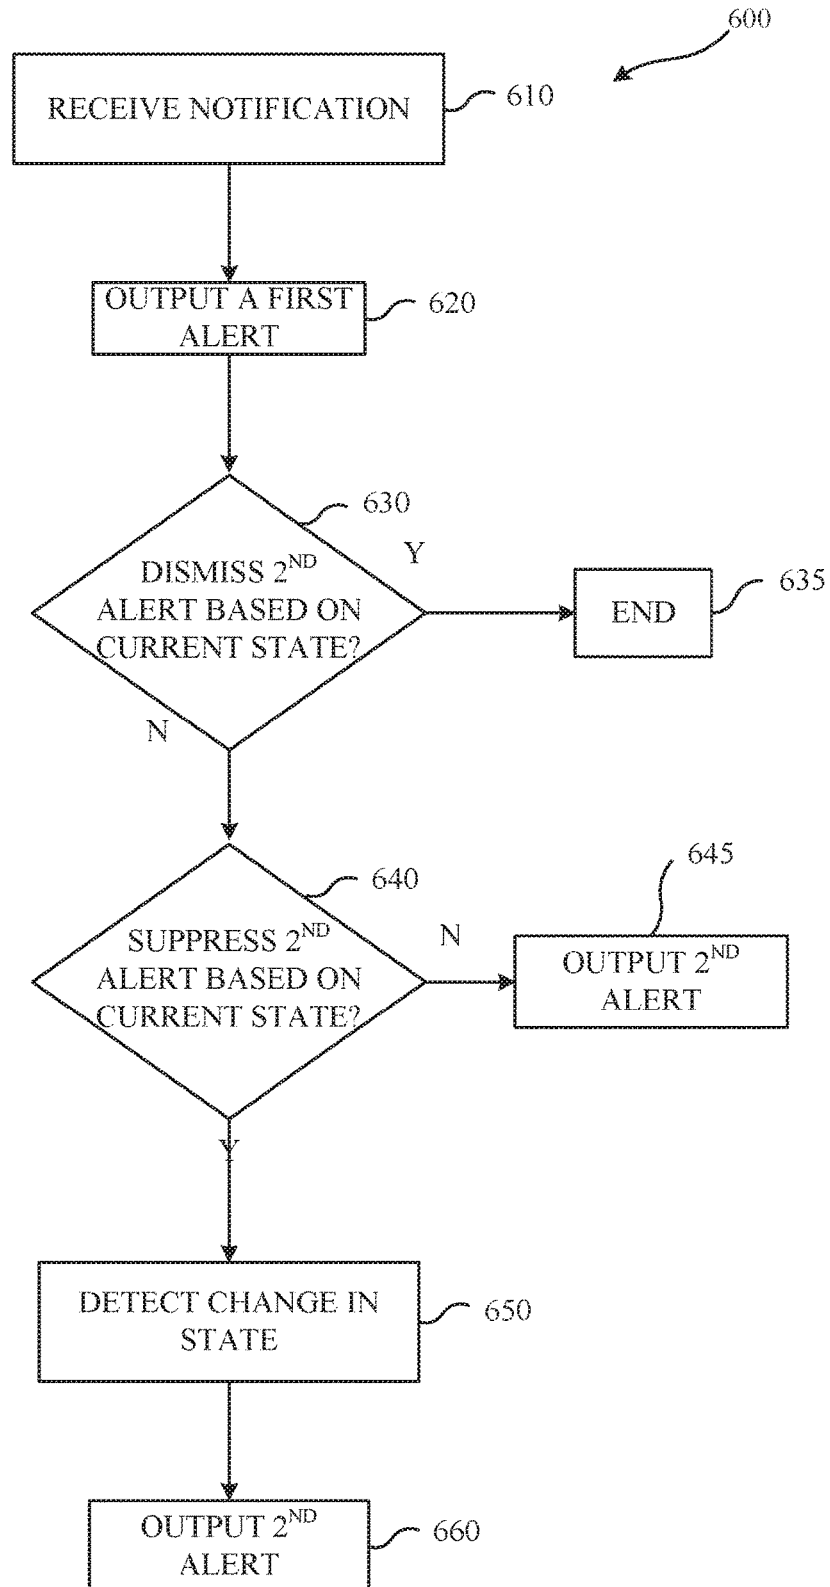 600
RECEIVE NOTIFICATION
610
OUTPUT A FIRST
ALERT
620
630
DISMISS 2ND
ALERT BASED ON
CURRENT STATE?
Y
END
635
N
640
SUPPRESS 2ND
ALERT BASED ON
CURRENT STATE?
N
645
OUTPUT 2ND
ALERT
Y
DETECT CHANGE IN
STATE
650
OUTPUT 2ND
ALERT
660